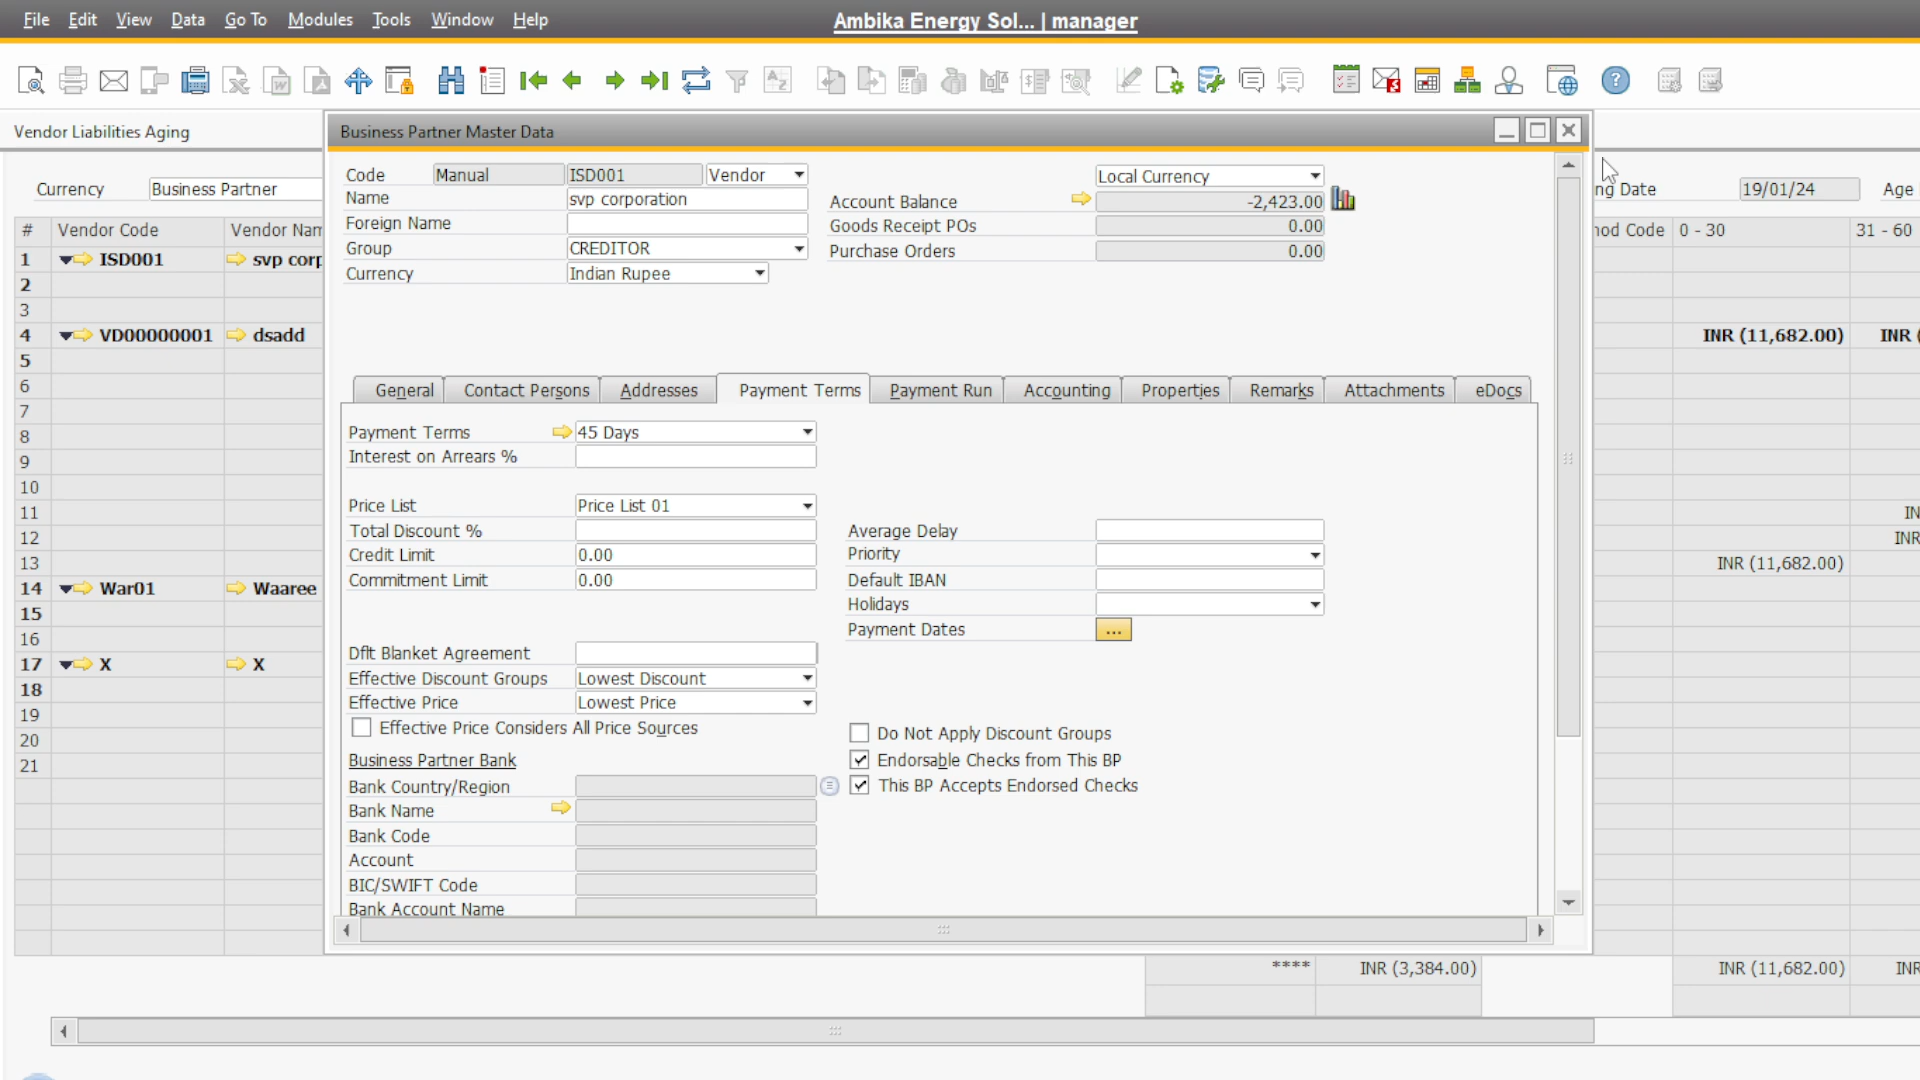 File Edit View Data Go To Modules Tools Window Help
Ambika Energy Sol... | manager
Vendor Liabilities Aging
Business Partner Master Data
Currency Business Partner
ng Date 19/01/24 Age
# Vendor Code Vendor Nam
nod Code 0 - 30 31 - 60
1 ISD001 svp corp
2
3
4 VD00000001 dsadd INR (11,682.00) INR (
5
6
7
8
9
10
11 IN
12 INR
13 INR (11,682.00)
14 War01 Waaree
15
16
17 X X
18
19
20
21
Code Manual ISD001 Vendor
Name svp corporation
Foreign Name
Group CREDITOR
Currency Indian Rupee
Local Currency
Account Balance -2,423.00
Goods Receipt POs 0.00
Purchase Orders 0.00
General Contact Persons Addresses Payment Terms Payment Run Accounting Properties Remarks Attachments eDocs
Payment Terms 45 Days
Interest on Arrears %
Price List Price List 01
Total Discount %
Credit Limit 0.00
Commitment Limit 0.00
Average Delay
Priority
Default IBAN
Holidays
Payment Dates ...
Dflt Blanket Agreement
Effective Discount Groups Lowest Discount
Effective Price Lowest Price
Effective Price Considers All Price Sources
Do Not Apply Discount Groups
Endorsable Checks from This BP
This BP Accepts Endorsed Checks
Business Partner Bank
Bank Country/Region
Bank Name
Bank Code
Account
BIC/SWIFT Code
Bank Account Name
**** INR (3,384.00) INR (11,682.00) INR